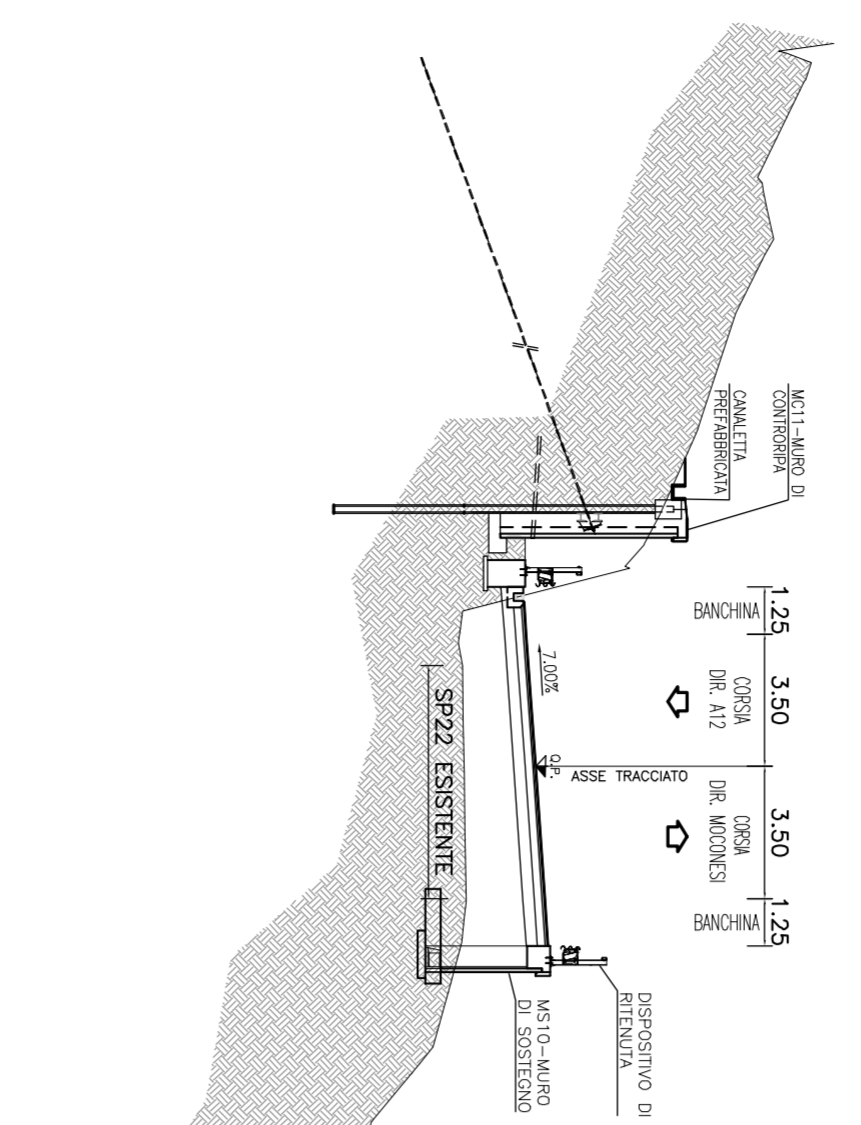 MC11-MURO DI
CONTRORIPA
CANALETTA
PREFABBRICATA
1.25
BANCHINA
3.50
CORSIA
DIR. A12
3.50
CORSIA
DIR. MOCONESI
1.25
BANCHINA
7.00%
Q.P.
ASSE TRACCIATO
SP22 ESISTENTE
DISPOSITIVO DI
RITENUTA
MS10-MURO
DI SOSTEGNO